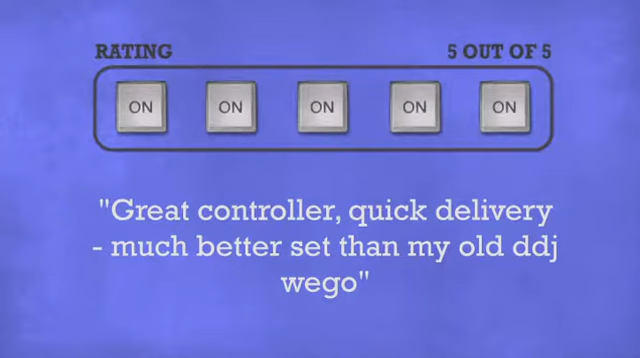 RATING
5 OUT OF 5
ON ON ON ON ON
"Great controller, quick delivery
- much better set than my old ddj
wego"